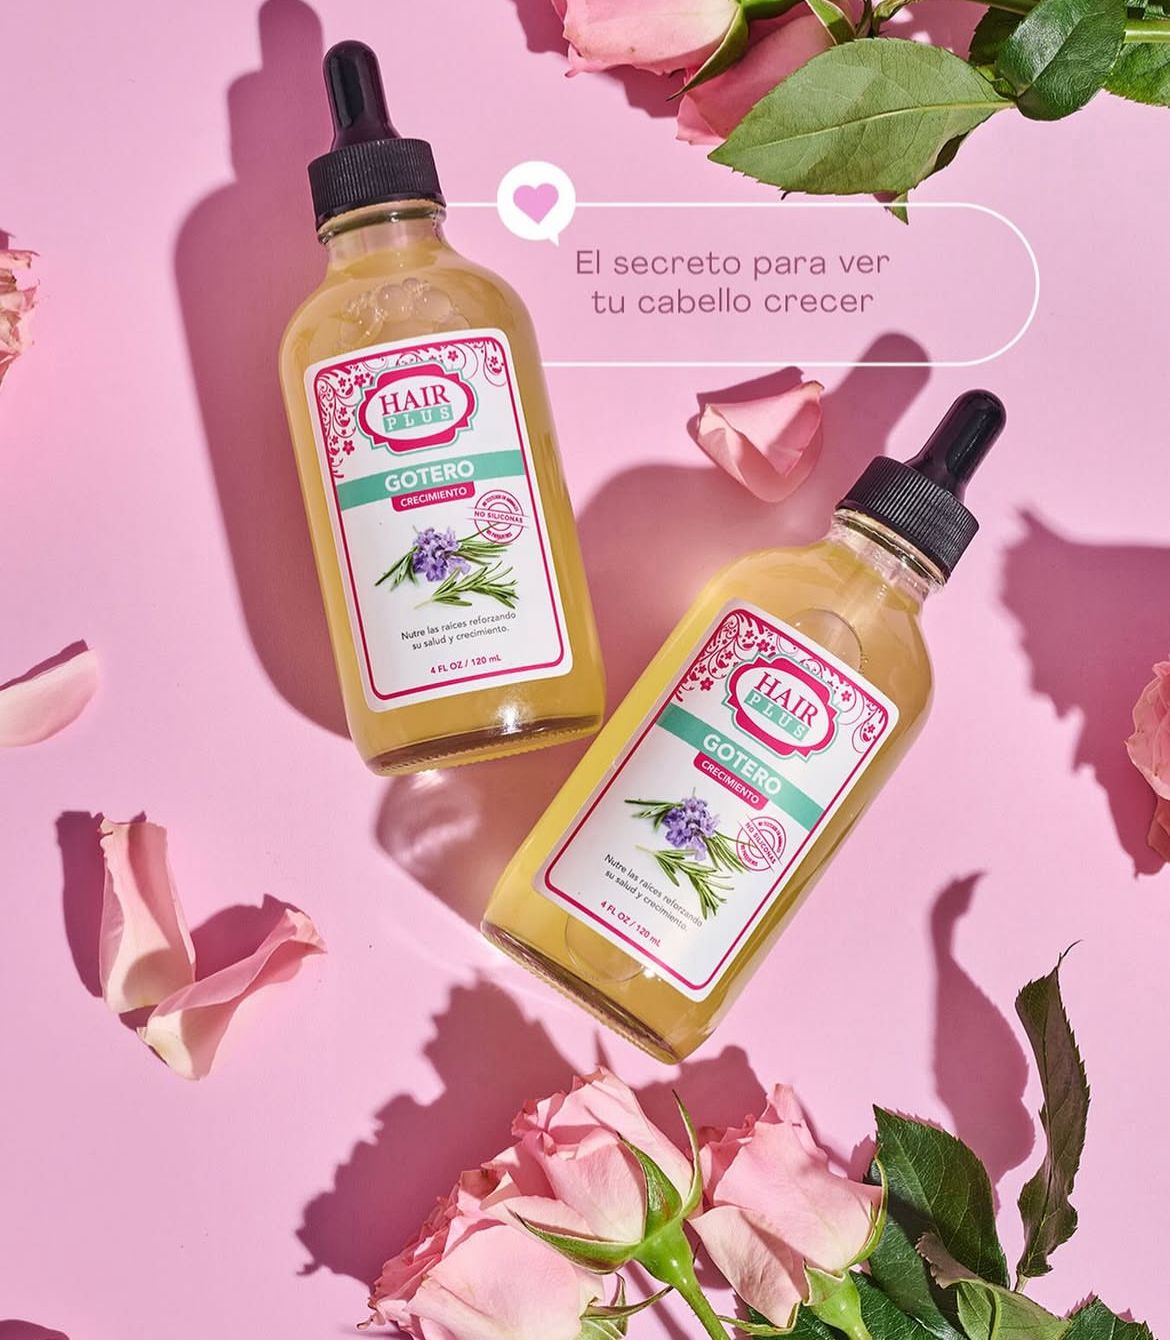 El secreto para ver
tu cabello crecer
HAIR
PLUS
GOTERO
CRECIMIENTO
NO SILICONAS
Nutre las raíces reforzando
su salud y crecimiento.
4 FL OZ / 120 mL
HAIR
PLUS
GOTERO
CRECIMIENTO
NO SILICONAS
Nutre las raíces reforzando
su salud y crecimiento.
4 FL OZ / 120 mL